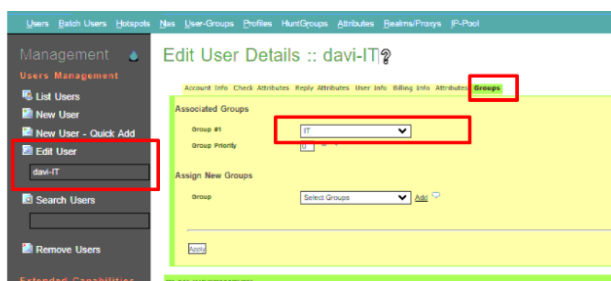 Users Batch Users Hotspots Nas User-Groups Profiles HuntGroups Attributes Realms/Proxys IP-Pool
Management
Users Management
List Users
New User
New User - Quick Add
Edit User
davi-IT
Search Users
Remove Users
Extended Capabilities
Edit User Details :: davi-IT?
Account Info Check Attributes Reply Attributes User Info Billing Info Attributes Groups
Associated Groups
Group #1 IT
Group Priority 0
Assign New Groups
Group Select Groups Add
Apply